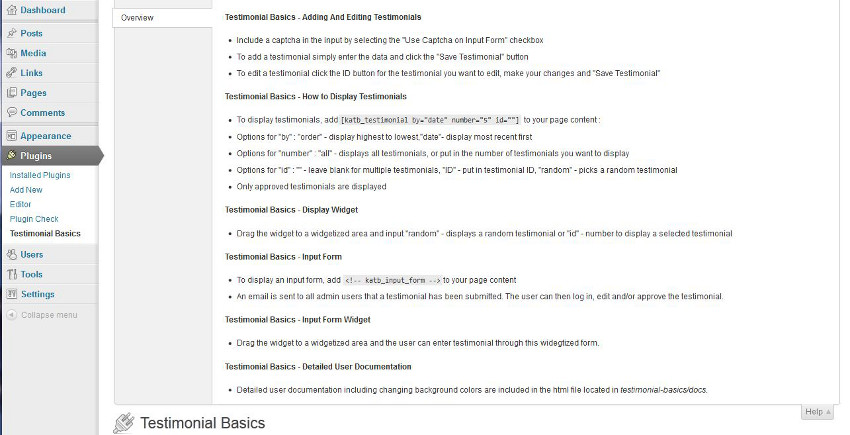 Dashboard
Posts
Media
Links
Pages
Comments
Appearance
Plugins
Installed Plugins
Add New
Editor
Plugin Check
Testimonial Basics
Users
Tools
Settings
Collapse menu
Overview
Testimonial Basics - Adding And Editing Testimonials
Include a captcha in the input by selecting the "Use Captcha on Input Form" checkbox
To add a testimonial simply enter the data and click the "Save Testimonial" button
To edit a testimonial click the ID button for the testimonial you want to edit, make your changes and "Save Testimonial"
Testimonial Basics - How to Display Testimonials
To display testimonials, add [katb_testimonial by="date" number="5" id=""] to your page content :
Options for "by" : "order" - display highest to lowest,"date"- display most recent first
Options for "number" : "all" - displays all testimonials, or put in the number of testimonials you want to display
Options for "id" : "" - leave blank for multiple testimonials, "ID" - put in testimonial ID, "random" - picks a random testimonial
Only approved testimonials are displayed
Testimonial Basics - Display Widget
Drag the widget to a widgetized area and input "random" - displays a random testimonial or "id" - number to display a selected testimonial
Testimonial Basics - Input Form
To display an input form, add <!-- katb_input_form --> to your page content
An email is sent to all admin users that a testimonial has been submitted. The user can then log in, edit and/or approve the testimonial.
Testimonial Basics - Input Form Widget
Drag the widget to a widgetized area and the user can enter testimonial through this widegtized form.
Testimonial Basics - Detailed User Documentation
Detailed user documentation including changing background colors are included in the html file located in testimonial-basics/docs.
Help
Testimonial Basics